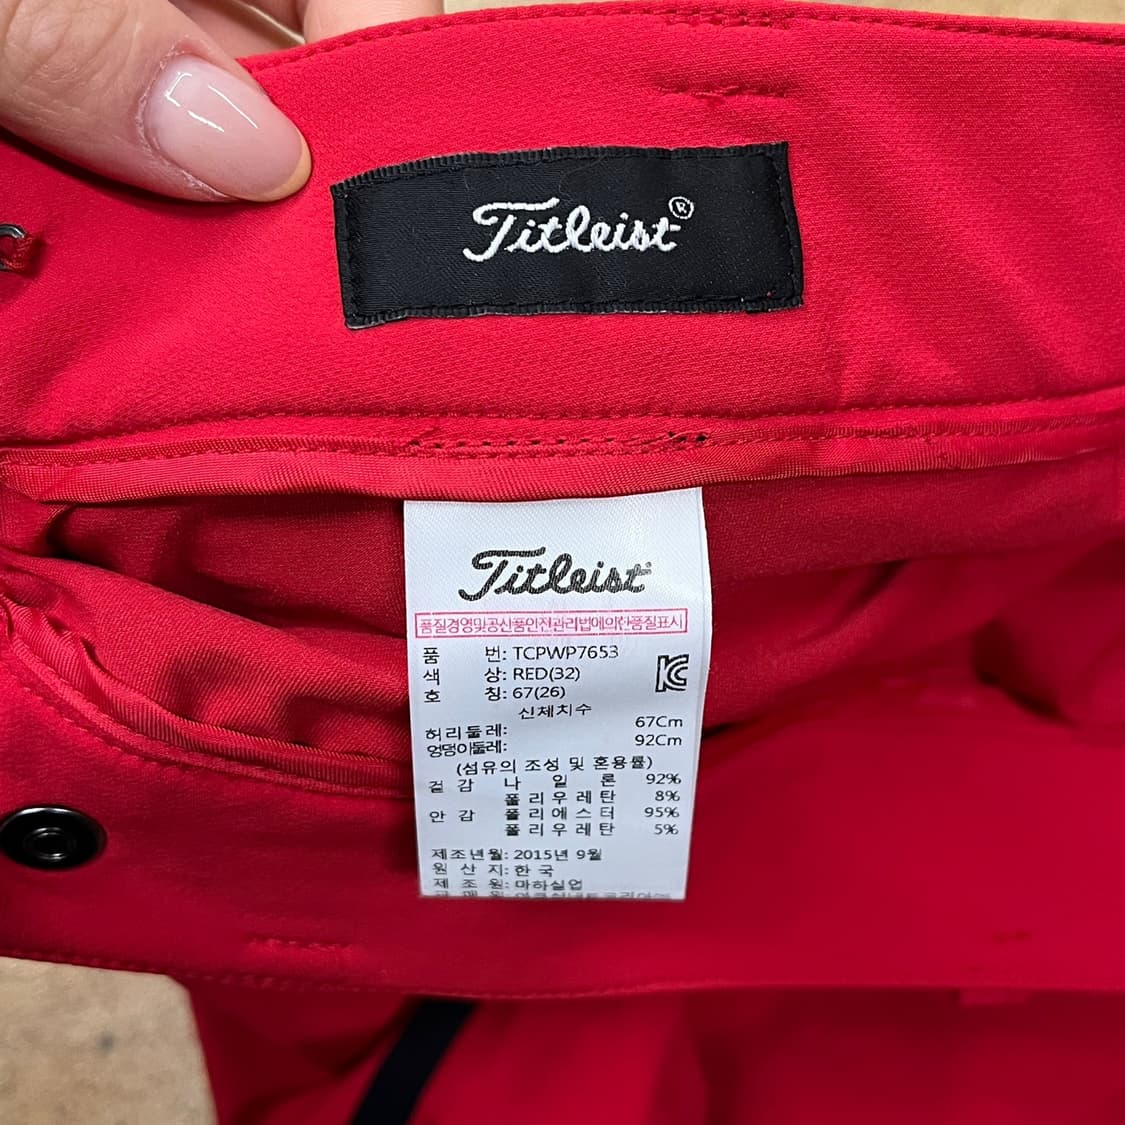 Titleist®
Titleist
품질경영및공산품안전관리법에의한품질표시
품 번: TCPWP7653
색 상: RED(32)
호 칭: 67(26)
신체치수
허리둘레: 67Cm
엉덩이둘레: 92Cm
(섬유의 조성 및 혼용률)
겉감 나일론 92%
폴리우레탄 8%
안감 폴리에스터 95%
폴리우레탄 5%
제조년월: 2015년 9월
원 산 지: 한국
제 조 원: 마하실업